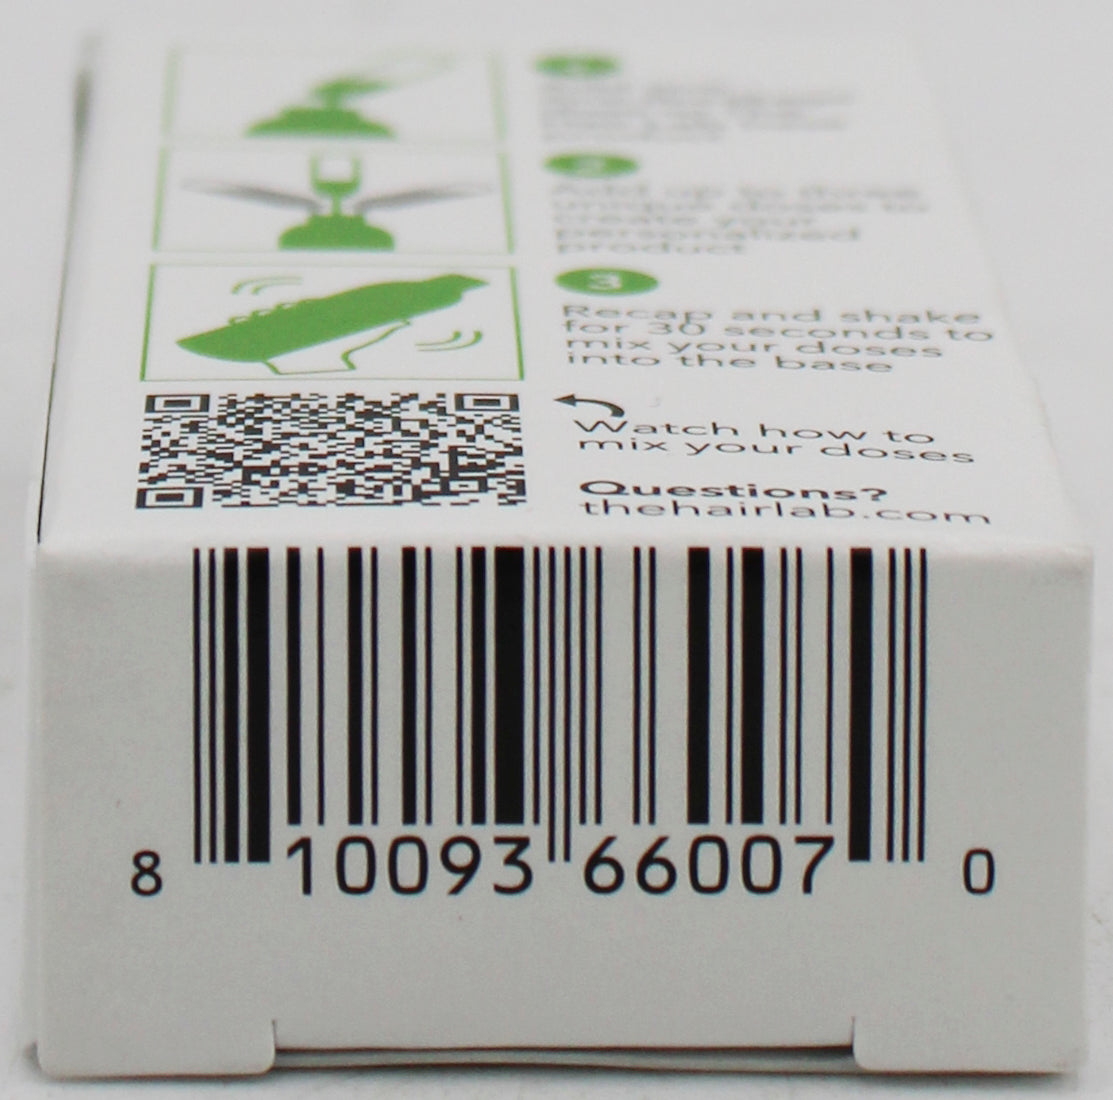 2
Add up to three
unique doses to
create your
personalized
product
3
Recap and shake
for 30 seconds to
mix your doses
into the base
Watch how to
mix your doses
Questions?
thehairlab.com
8 10093 66007 0